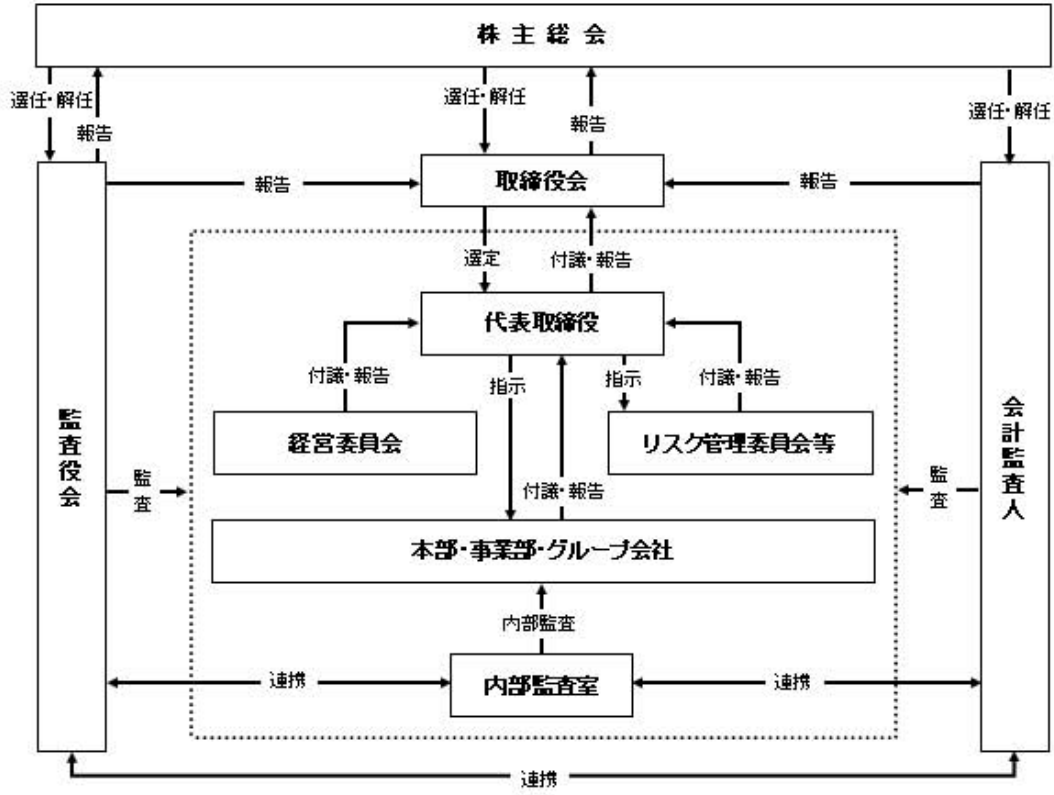 株主総会
選任・解任
報告
選任・解任
報告
選任・解任
取締役会
報告
報告
選定
付議・報告
代表取締役
付議・報告
指示
指示
付議・報告
経営委員会
リスク管理委員会等
監査役会
監査
付議・報告
監査
会計監査人
本部・事業部・グループ会社
内部監査
内部監査室
連携
連携
連携